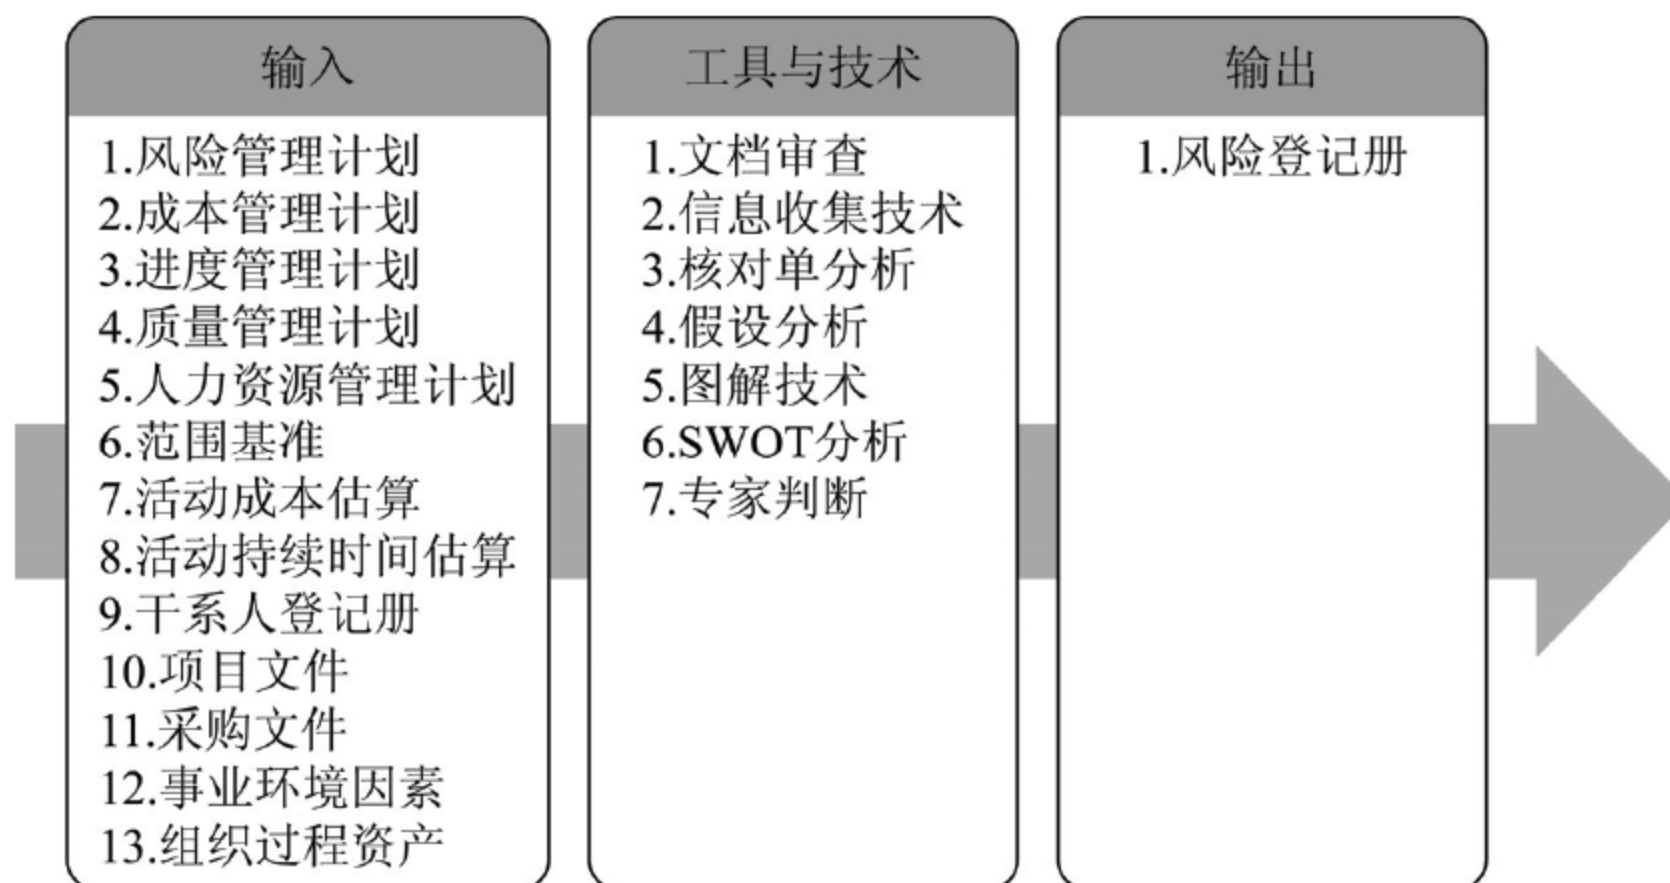 输入
1.风险管理计划
2.成本管理计划
3.进度管理计划
4.质量管理计划
5.人力资源管理计划
6.范围基准
7.活动成本估算
8.活动持续时间估算
9.干系人登记册
10.项目文件
11.采购文件
12.事业环境因素
13.组织过程资产
工具与技术
1.文档审查
2.信息收集技术
3.核对单分析
4.假设分析
5.图解技术
6.SWOT分析
7.专家判断
输出
1.风险登记册